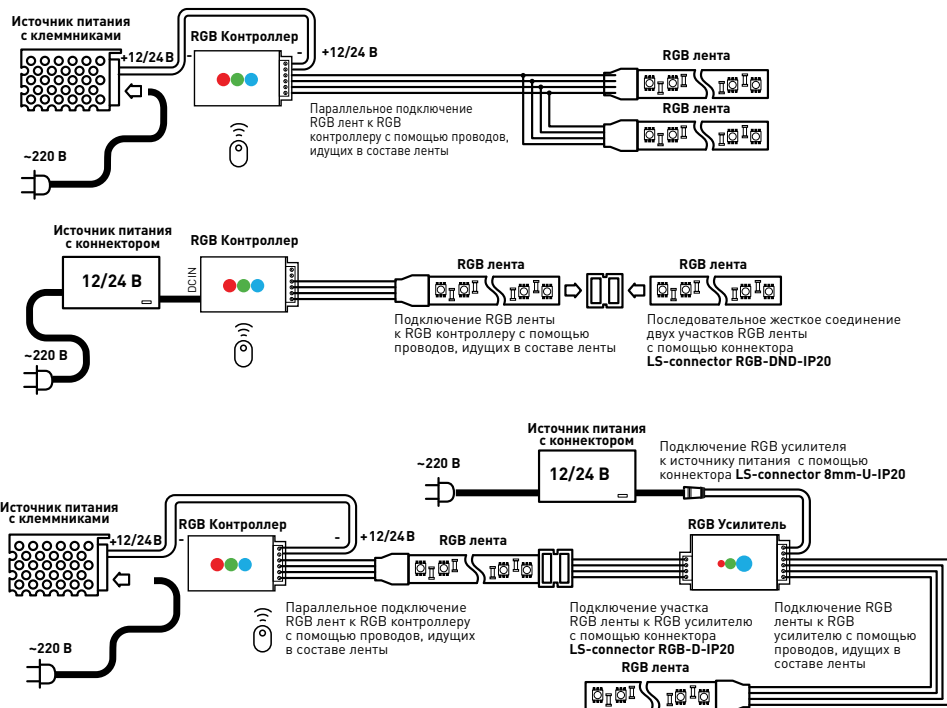 Источник питания
с клеммниками
RGB Контроллер
-
+12/24 В
-
+12/24 В
RGB лента
RGB лента
Параллельное подключение
RGB лент к RGB
контроллеру с помощью проводов,
идущих в составе ленты
~220 В
Источник питания
с коннектором
RGB Контроллер
12/24 В
DCIN
RGB лента
RGB лента
Подключение RGB ленты
к RGB контроллеру с помощью
проводов, идущих в составе ленты
Последовательное жесткое соединение
двух участков RGB ленты
с помощью коннектора
LS-connector RGB-DND-IP20
~220 В
Источник питания
с коннектором
~220 В
12/24 В
Подключение RGB усилителя
к источнику питания с помощью
коннектора LS-connector 8mm-U-IP20
Источник питания
с клеммниками
+12/24В
-
RGB Контроллер
-
+12/24В
RGB лента
RGB Усилитель
Параллельное подключение
RGB лент к RGB контроллеру
с помощью проводов, идущих
в составе ленты
~220 В
Подключение участка
RGB ленты к RGB усилителю
с помощью коннектора
LS-connector RGB-D-IP20
Подключение RGB
ленты к RGB
усилителю с помощью
проводов, идущих в
составе ленты
RGB лента